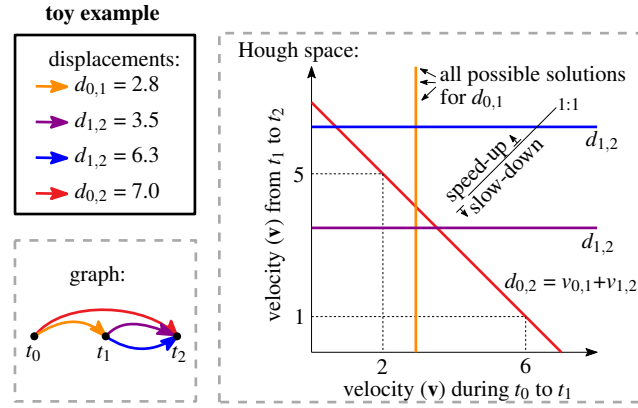 toy example
displacements:
d0,1 = 2.8
d1,2 = 3.5
d1,2 = 6.3
d0,2 = 7.0
graph:
t0
t1
t2
Hough space:
all possible solutions
for d0,1
1:1
d1,2
speed-up
slow-down
d1,2
d0,2 = v0,1+v1,2
5
1
2
6
velocity (v) from t1 to t2
velocity (v) during t0 to t1